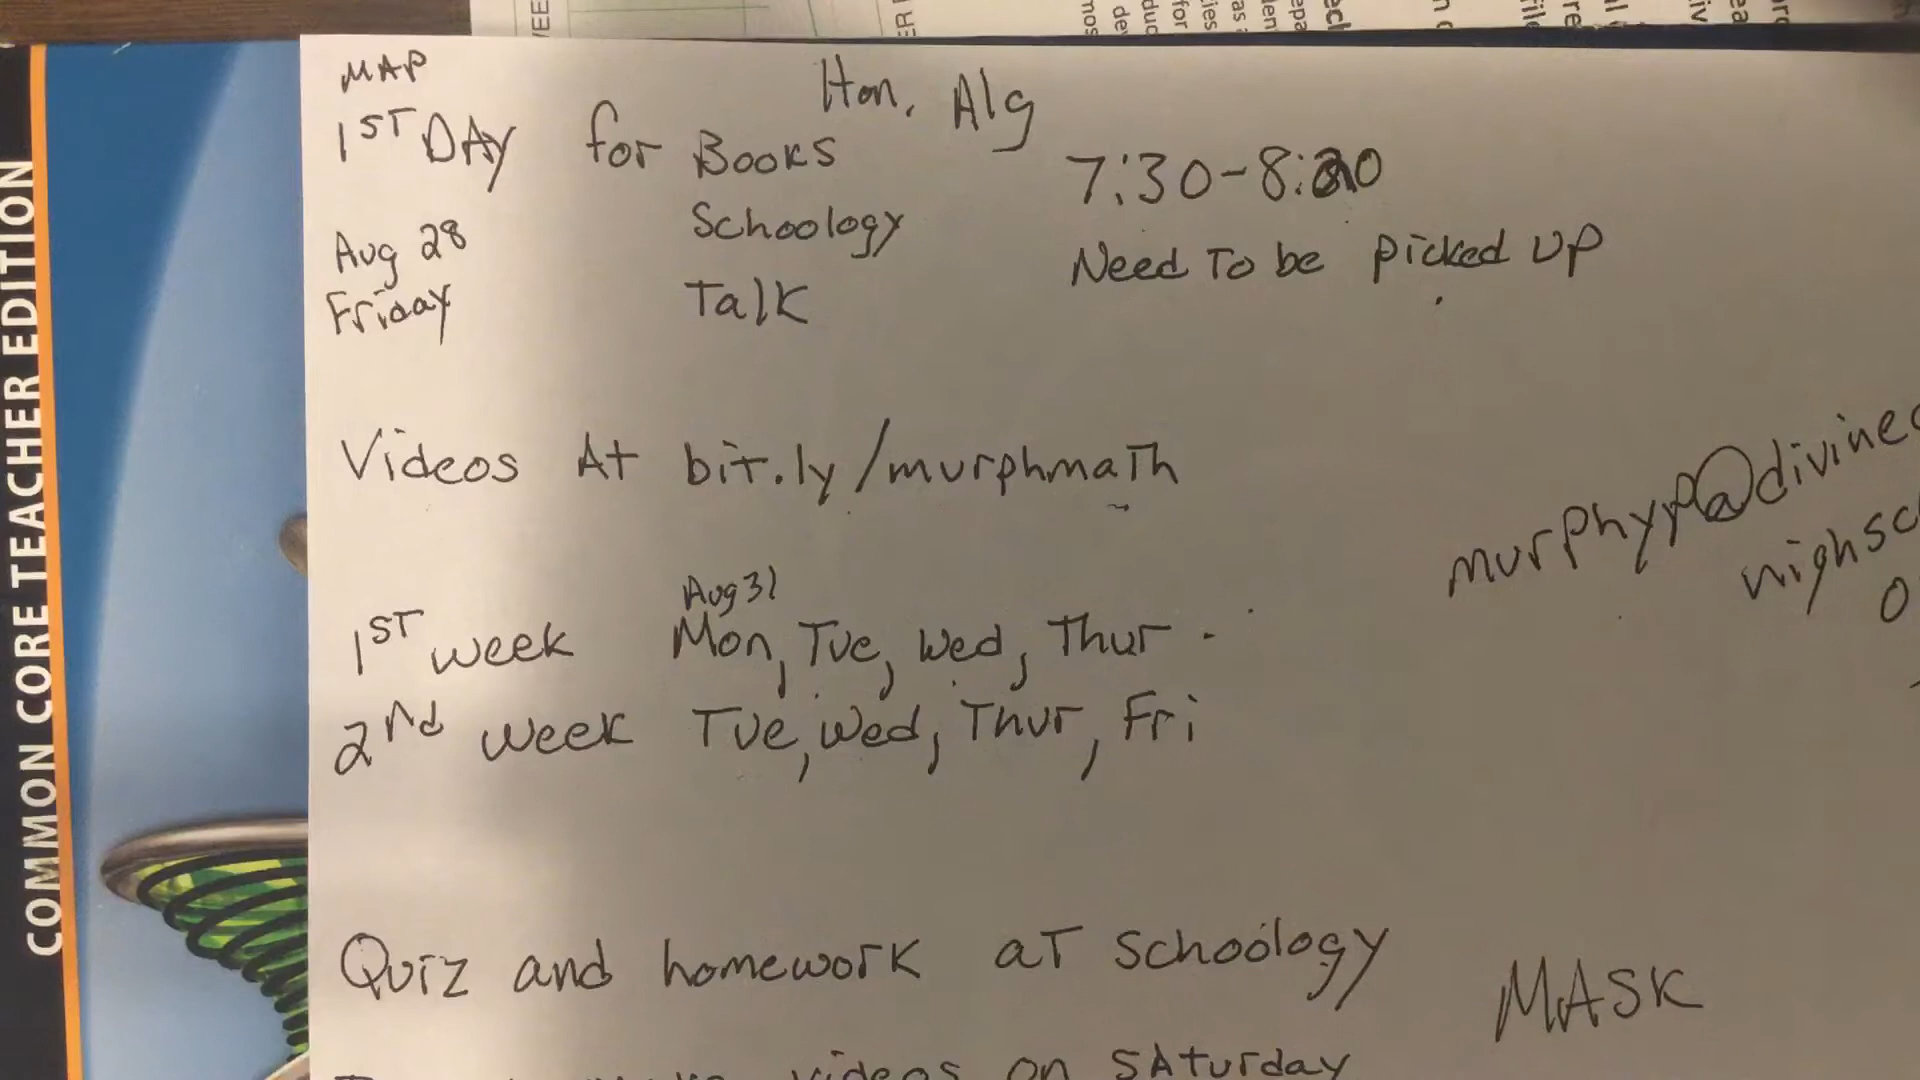 MAP
Hon. Alg
1ST DAY for Books
7:30-8:20
Schoology
Aug 28
Need To be picked up
Friday
Talk
Videos At bit.ly/murphmath
murphyp@divine
highsc
Aug 31
1ST week Mon, Tue, Wed, Thur
2nd week Tue, Wed, Thur, Fri
Quiz and homework aT schoology
MASK
videos on SATurday
COMMON CORE TEACHER EDITION